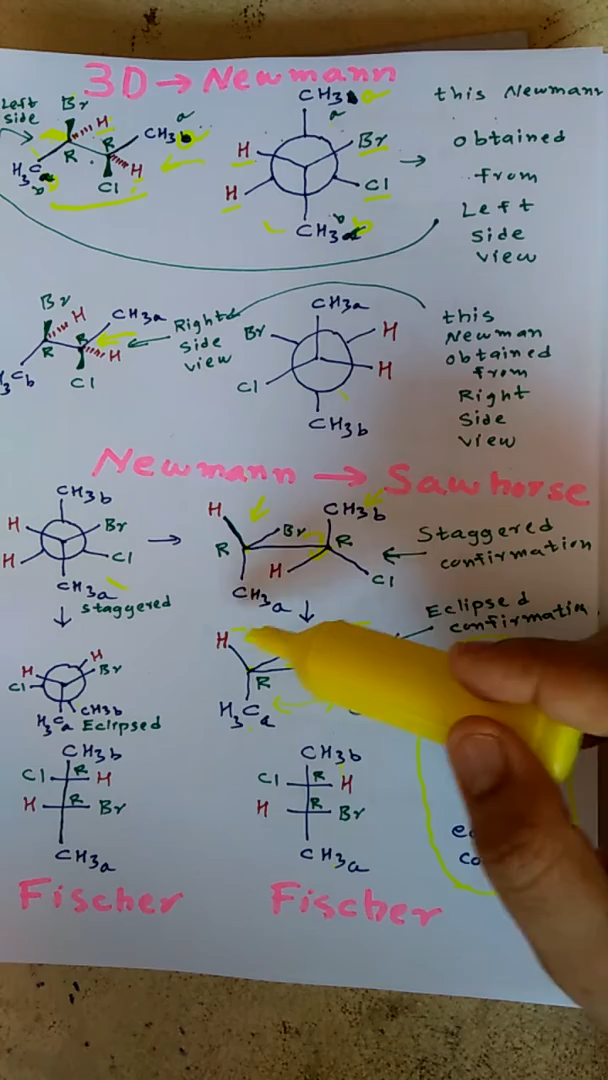 3D → Newmann
Left side
Br
H
CH3b
a
R
R
H
Cl
CH3
a
H
Br
H
Cl
CH3
b
this Newmann
obtained
from
Left
side
view
Br
H
CH3a
R
R
H
Cl
Right
side
view
CH3a
Br
H
Cl
H
CH3b
this
Newman
obtained
from
Right
side
view
Newmann → Sawhorse
CH3b
H
Br
H
Cl
CH3a
staggered
H
Br
CH3b
R
R
H
CH3a
Cl
Staggered
confirmation
Eclipsed
confirmation
H
H
Cl
Br
CH3b
H3Ca Eclipsed
H
R
H3Ca
CH3b
Cl R H
H R Br
CH3a
Fischer
CH3b
Cl R H
H R Br
CH3a
Fischer